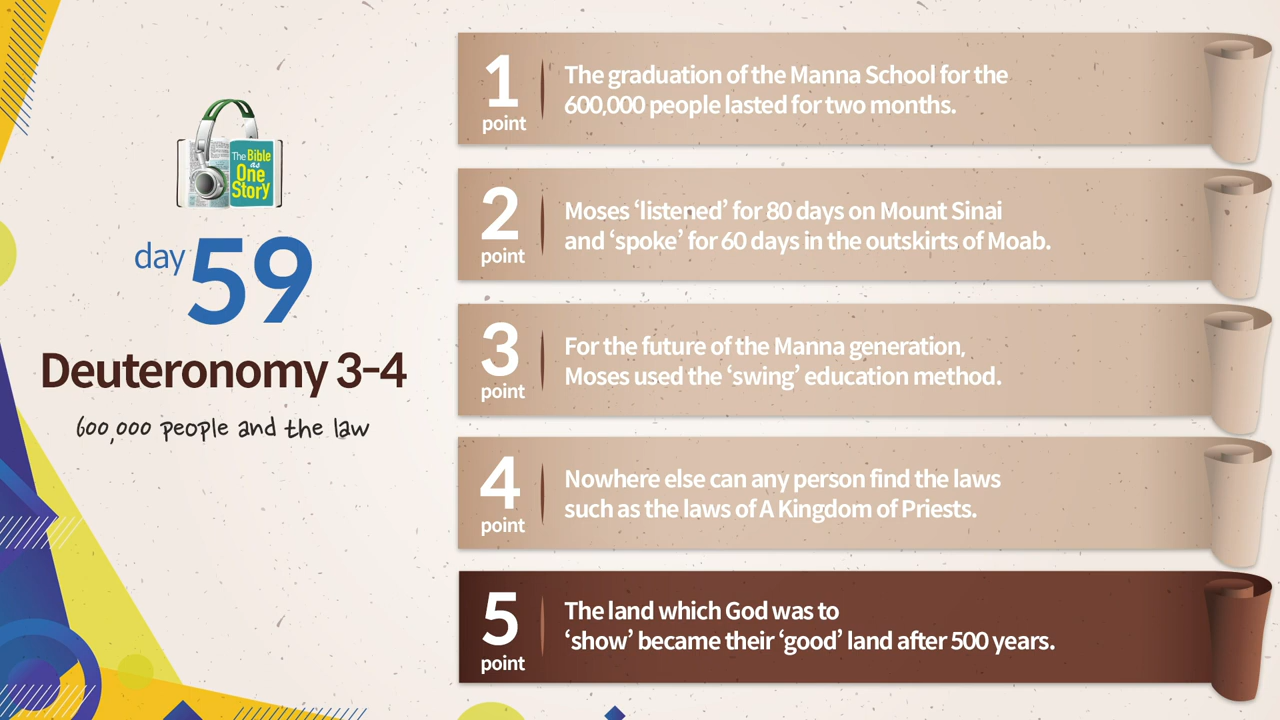 The Bible
as
One
Story
day 59
Deuteronomy 3-4
600,000 people and the law
1
point
The graduation of the Manna School for the
600,000 people lasted for two months.
2
point
Moses ‘listened’ for 80 days on Mount Sinai
and ‘spoke’ for 60 days in the outskirts of Moab.
3
point
For the future of the Manna generation,
Moses used the ‘swing’ education method.
4
point
Nowhere else can any person find the laws
such as the laws of A Kingdom of Priests.
5
point
The land which God was to
‘show’ became their ‘good’ land after 500 years.